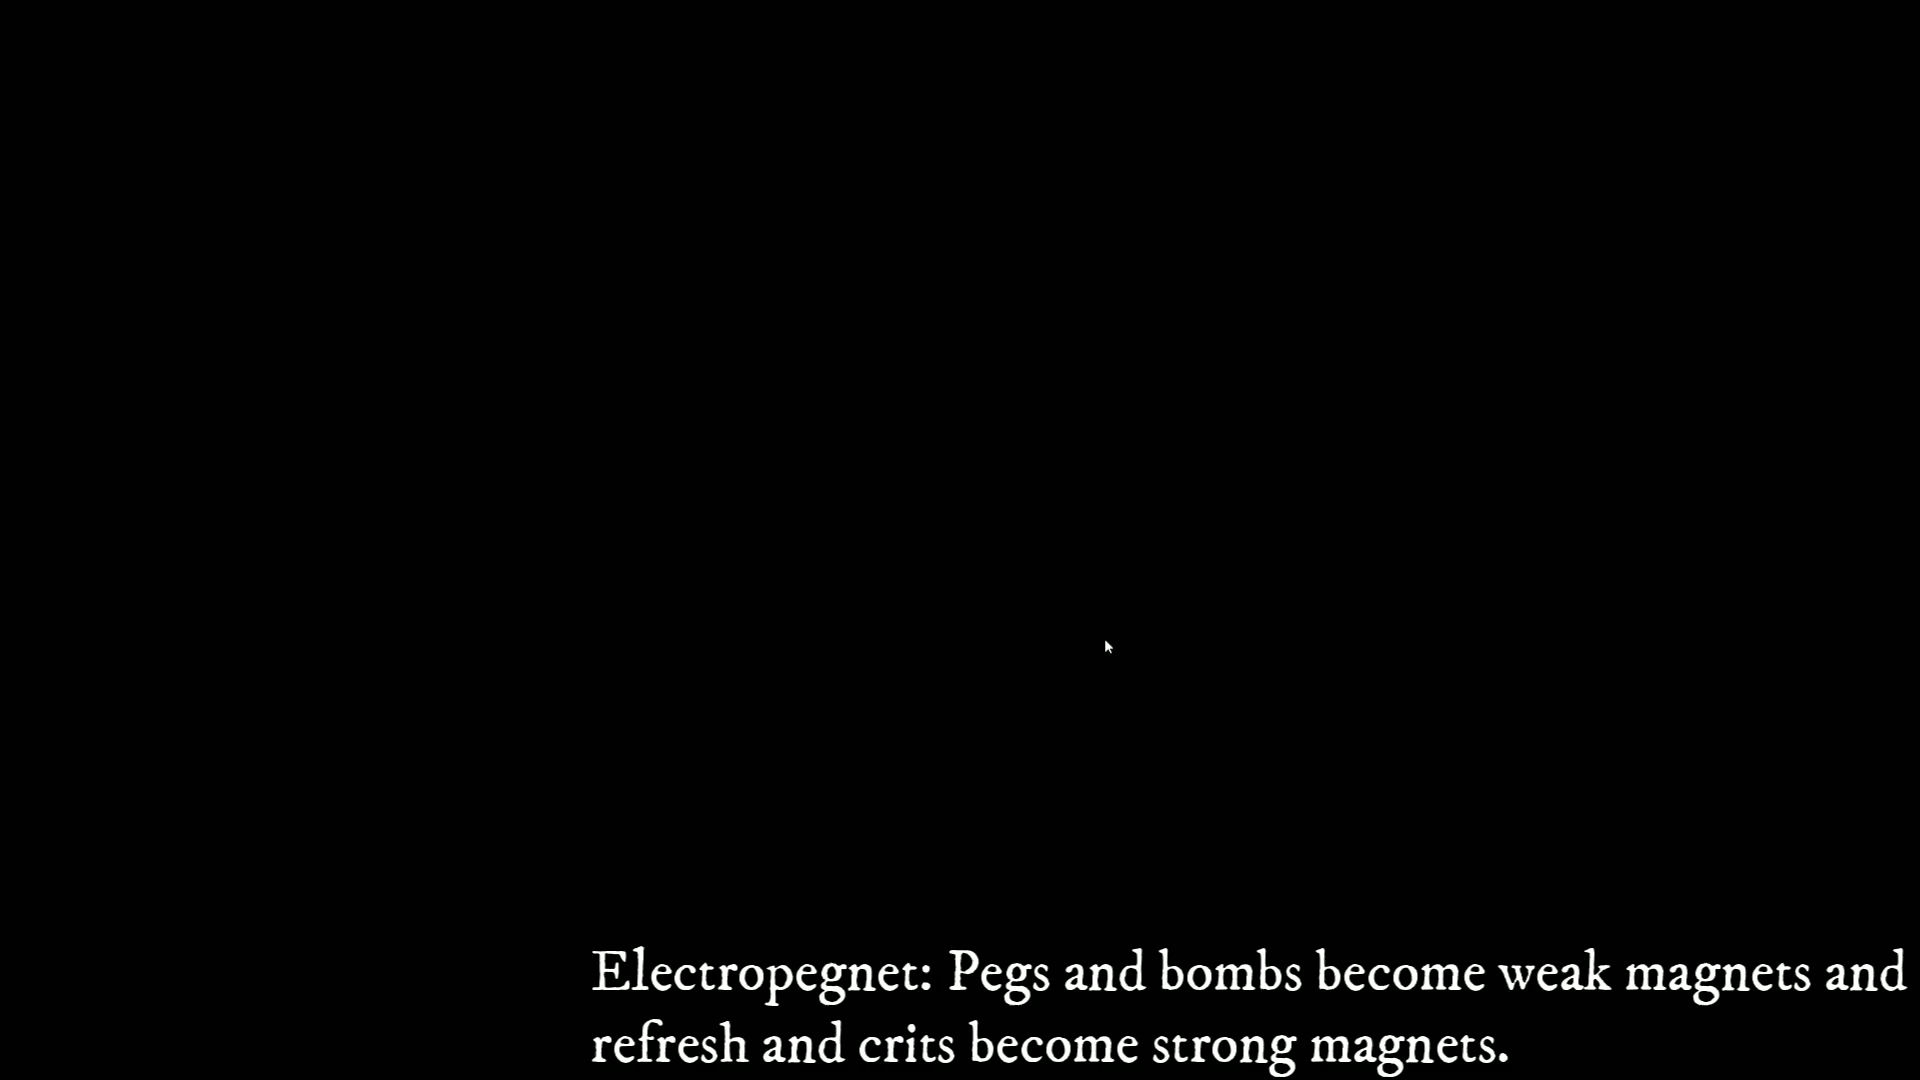 Electropegnet: Pegs and bombs become weak magnets and
refresh and crits become strong magnets.